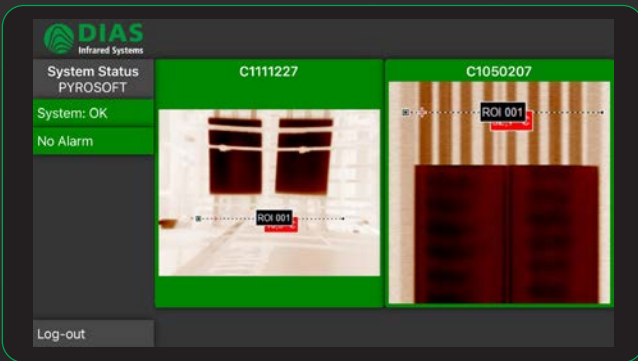 DIAS
Infrared Systems
System Status
PYROSOFT
System: OK
No Alarm
Log-out
C1111227
ROI 001
C1050207
ROI 001